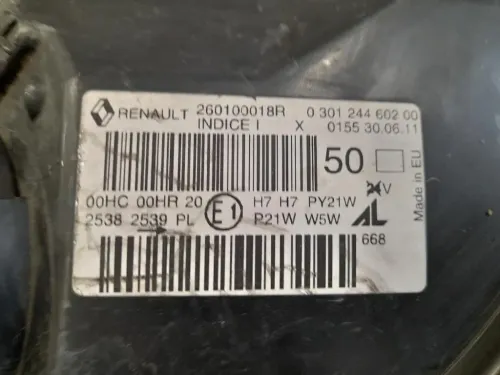 RENAULT 260100018R 0 301 244 602 00
INDICE I X 0155 30.06.11
50
Made in EU
24V
00HC 00HR 20 E1 H7 H7 PY21W
2538 2539 PL P21W W5W AL
668